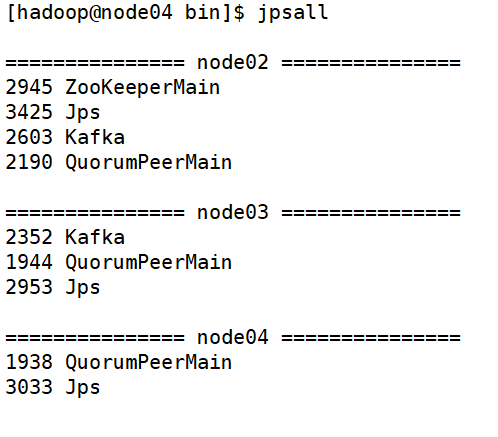 [hadoop@node04 bin]$ jpsall
=============== node02 ===============
2945 ZooKeeperMain
3425 Jps
2603 Kafka
2190 QuorumPeerMain
=============== node03 ===============
2352 Kafka
1944 QuorumPeerMain
2953 Jps
=============== node04 ===============
1938 QuorumPeerMain
3033 Jps